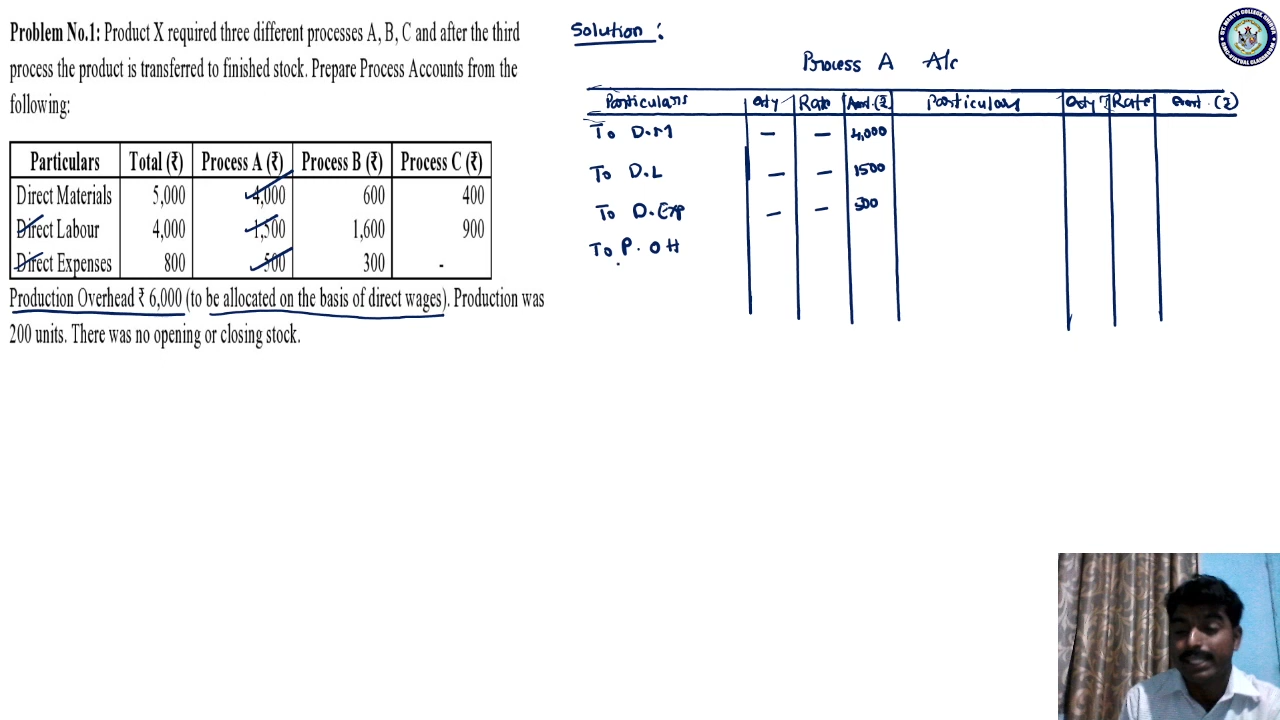 Problem No.1: Product X required three different processes A, B, C and after the third
process the product is transferred to finished stock. Prepare Process Accounts from the
following:
Particulars Total (₹) Process A (₹) Process B (₹) Process C (₹)
Direct Materials 5,000 4,000 600 400
Direct Labour 4,000 1,500 1,600 900
Direct Expenses 800 500 300 -
Production Overhead ₹ 6,000 (to be allocated on the basis of direct wages). Production was
200 units. There was no opening or closing stock.
Solution :
Process A A/c
Particulars Qty Rate Amt.(₹) Particulars Qty Rate Amt.(₹)
To D.M - - 4,000
To D.L - - 1500
To D.Exp - - 500
To P.OH